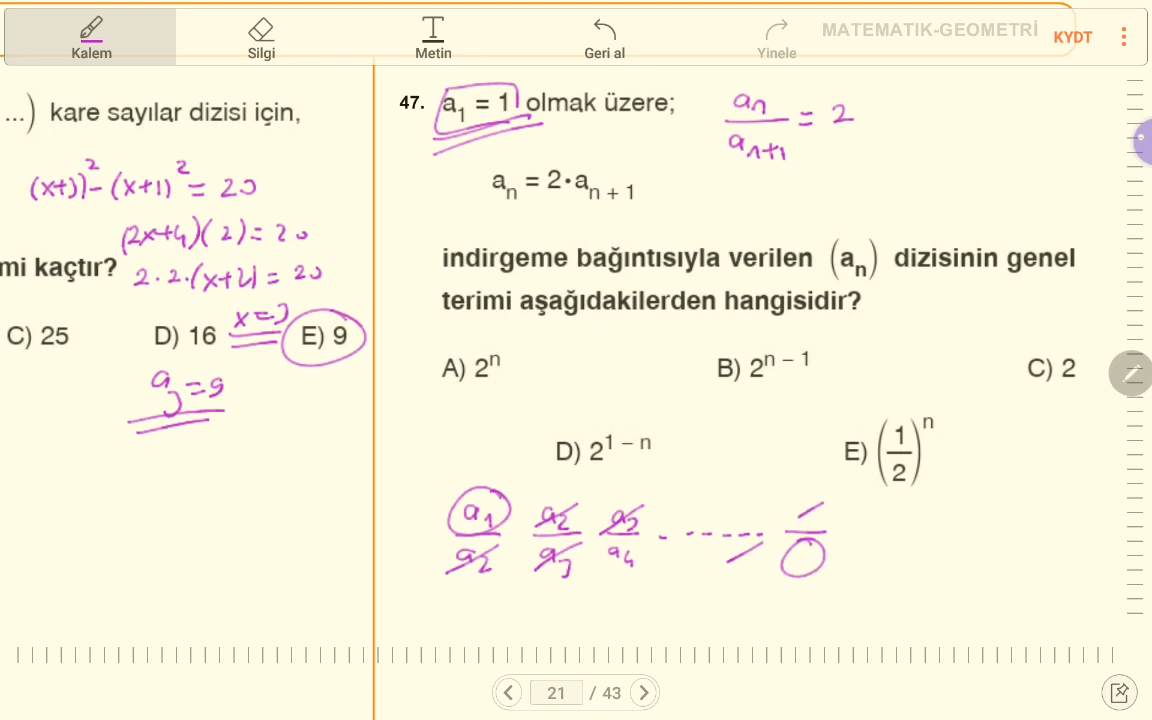 Kalem
Silgi
Metin
Geri al
Yinele
MATEMATIK-GEOMETRİ
KYDT
...) kare sayılar dizisi için,
(x+3)² - (x+1)² = 20
(2x+4)(2) = 20
mi kaçtır?
2.2.(x+2) = 20
x = 3
C) 25 D) 16 E) 9
a₃ = 9
47. a₁ = 1 olmak üzere;
aₙ / aₙ₊₁ = 2
aₙ = 2·aₙ ₊ ₁
indirgeme bağıntısıyla verilen (aₙ) dizisinin genel
terimi aşağıdakilerden hangisidir?
A) 2ⁿ B) 2ⁿ ⁻ ¹ C) 2
D) 2¹ ⁻ ⁿ E) (1/2)ⁿ
a₁/a₂ a₂/a₃ a₃/a₄ . ------
21 / 43